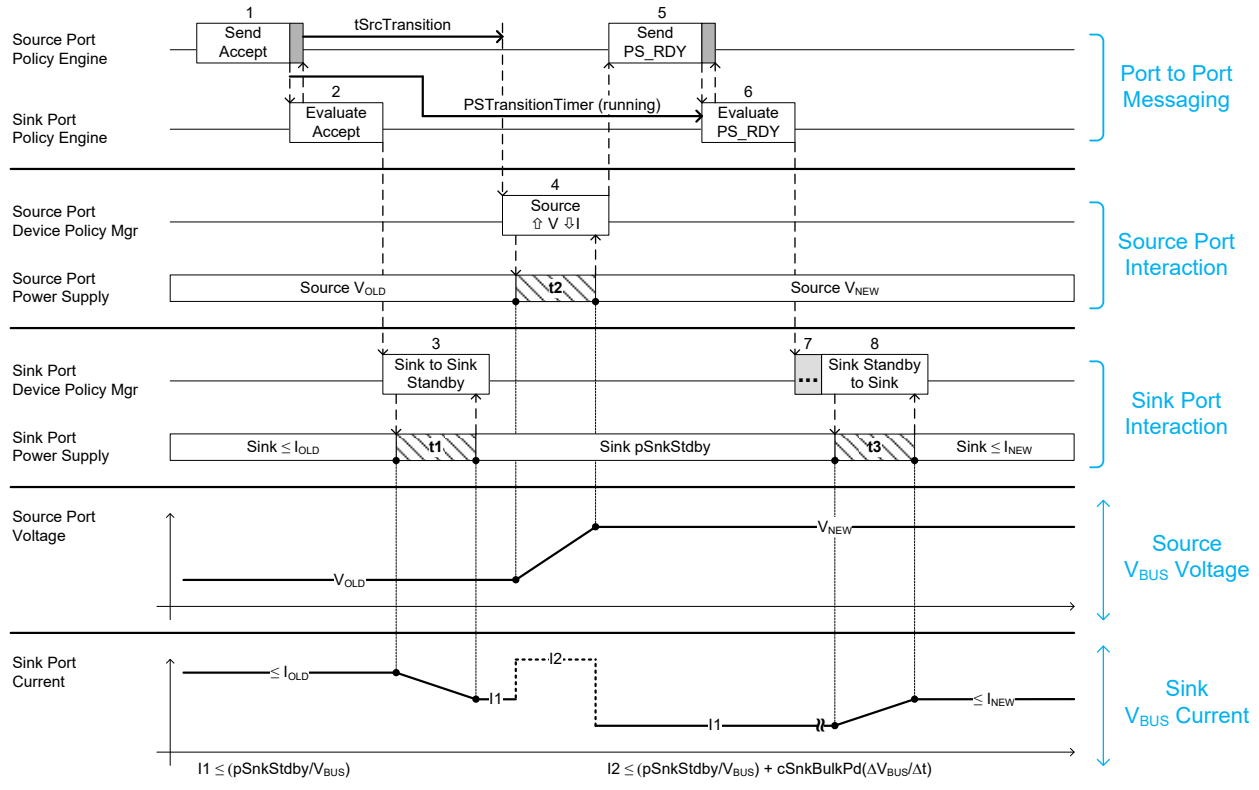 1
Source Port
Policy Engine
Send
Accept
tSrcTransition
5
Send
PS_RDY
Port to Port
Messaging
2
PSTransitionTimer (running)
6
Sink Port
Policy Engine
Evaluate
Accept
Evaluate
PS_RDY
4
Source Port
Device Policy Mgr
Source
⇧ V ⇩I
Source Port
Interaction
Source Port
Power Supply
Source VOLD
t2
Source VNEW
3
7
8
Sink Port
Device Policy Mgr
Sink to Sink
Standby
...
Sink Standby
to Sink
Sink Port
Interaction
Sink Port
Power Supply
Sink ≤ IOLD
t1
Sink pSnkStdby
t3
Sink ≤ INEW
Source Port
Voltage
VOLD
VNEW
Source
VBUS Voltage
Sink Port
Current
≤ IOLD
I1
I2
I1
≤ INEW
Sink
VBUS Current
I1 ≤ (pSnkStdby/VBUS)
I2 ≤ (pSnkStdby/VBUS) + cSnkBulkPd(ΔVBUS/Δt)